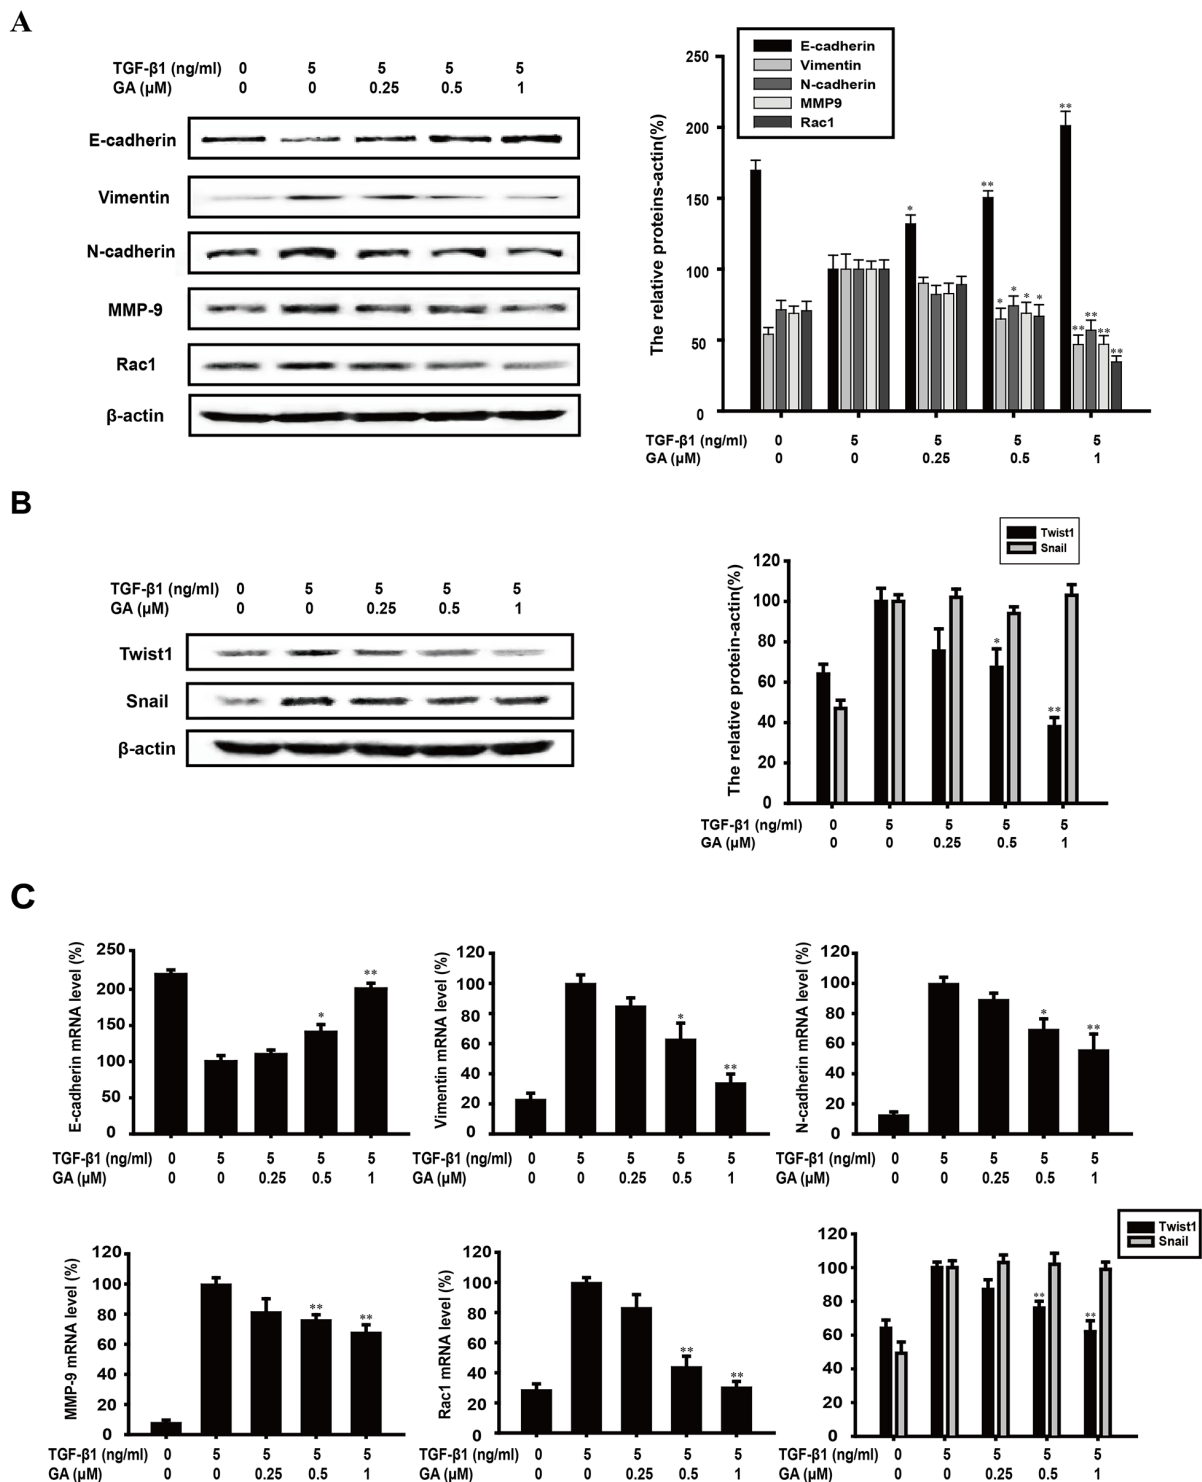 A
TGF-β1 (ng/ml) 0 5 5 5 5
GA (μM) 0 0 0.25 0.5 1
E-cadherin
Vimentin
N-cadherin
MMP-9
Rac1
β-actin
E-cadherin
Vimentin
N-cadherin
MMP9
Rac1
The relative proteins-actin(%)
250
200
150
100
50
0
* ** **
* * * *
** ** ** **
TGF-β1 (ng/ml) 0 5 5 5 5
GA (μM) 0 0 0.25 0.5 1
B
TGF-β1 (ng/ml) 0 5 5 5 5
GA (μM) 0 0 0.25 0.5 1
Twist1
Snail
β-actin
Twist1
Snail
The relative protein-actin(%)
120
100
80
60
40
20
0
* **
TGF-β1 (ng/ml) 0 5 5 5 5
GA (μM) 0 0 0.25 0.5 1
C
E-cadherin mRNA level (%)
250
200
150
100
50
0
* **
TGF-β1 (ng/ml) 0 5 5 5 5
GA (μM) 0 0 0.25 0.5 1
Vimentin mRNA level (%)
120
100
80
60
40
20
0
* **
TGF-β1 (ng/ml) 0 5 5 5 5
GA (μM) 0 0 0.25 0.5 1
N-cadherin mRNA level (%)
120
100
80
60
40
20
0
* **
TGF-β1 (ng/ml) 0 5 5 5 5
GA (μM) 0 0 0.25 0.5 1
MMP-9 mRNA level (%)
120
100
80
60
40
20
0
** **
TGF-β1 (ng/ml) 0 5 5 5 5
GA (μM) 0 0 0.25 0.5 1
Rac1 mRNA level (%)
120
100
80
60
40
20
0
** **
TGF-β1 (ng/ml) 0 5 5 5 5
GA (μM) 0 0 0.25 0.5 1
Twist1
Snail
120
100
80
60
40
20
0
** **
TGF-β1 (ng/ml) 0 5 5 5 5
GA (μM) 0 0 0.25 0.5 1